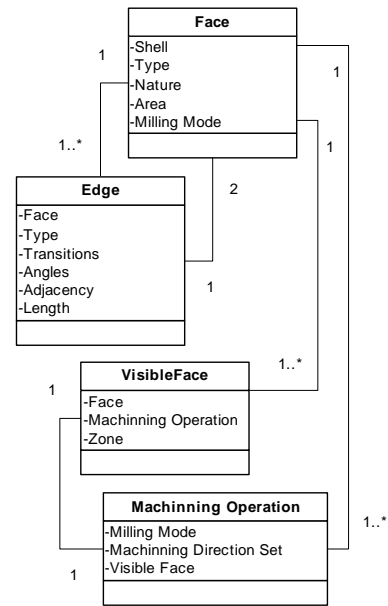 Face
-Shell
-Type
-Nature
-Area
-Milling Mode
1
1
1..*
1
2
Edge
-Face
-Type
-Transitions
-Angles
-Adjacency
-Length
1
1..*
VisibleFace
-Face
-Machinning Operation
-Zone
1
Machinning Operation
-Milling Mode
-Machinning Direction Set
-Visible Face
1..*
1